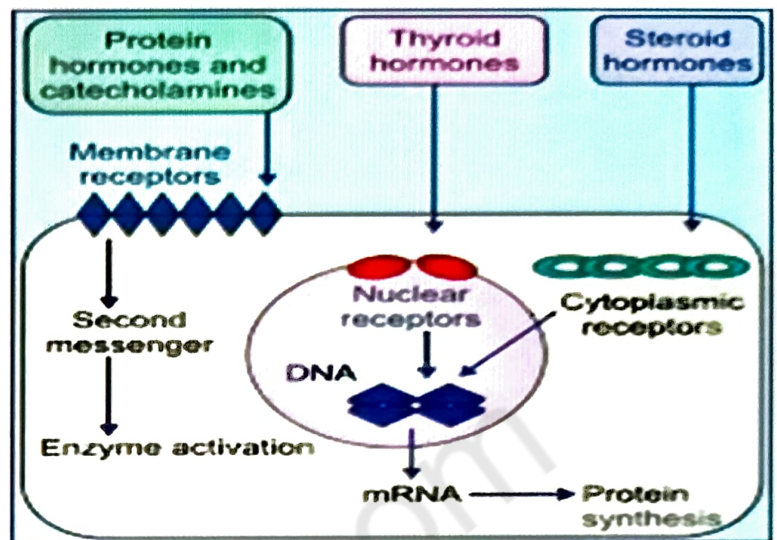 Protein
hormones and
catecholamines
Thyroid
hormones
Steroid
hormones
Membrane
receptors
Second
messenger
Enzyme activation
Nuclear
receptors
DNA
Cytoplasmic
receptors
mRNA
Protein
synthesis
om